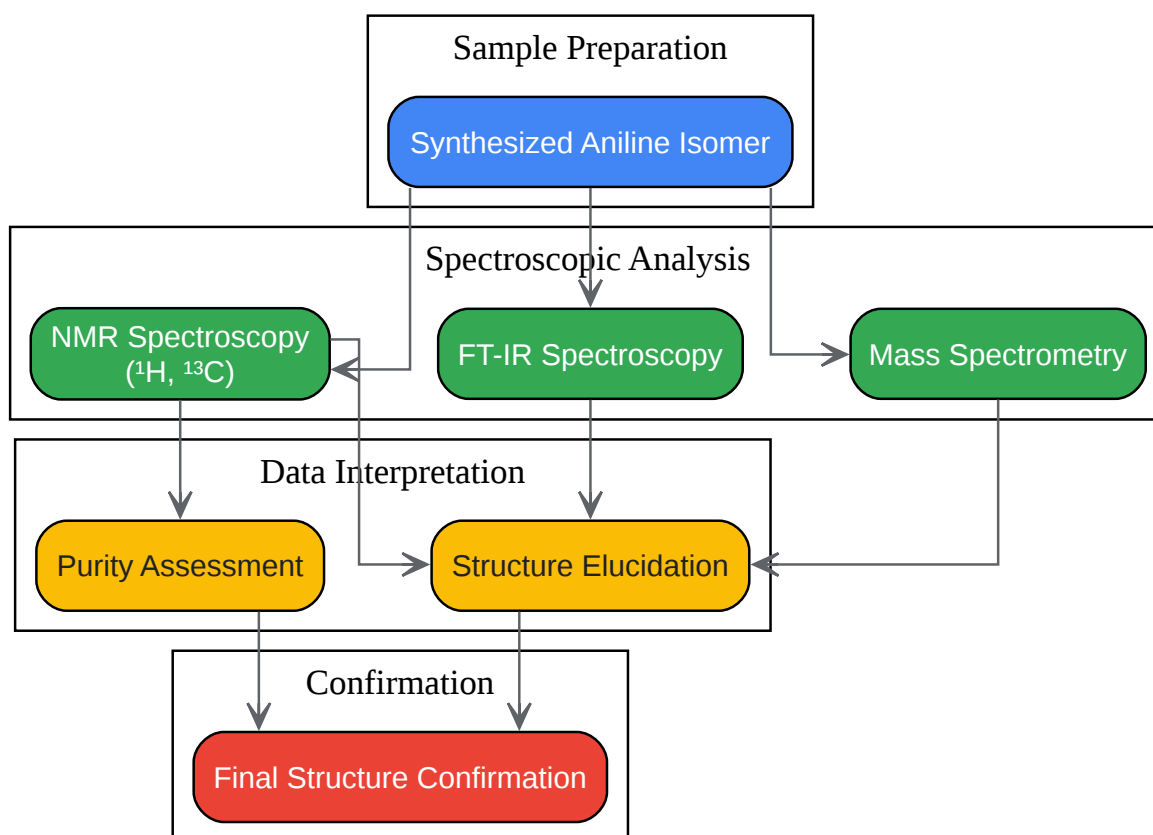 Sample Preparation
Synthesized Aniline Isomer
Spectroscopic Analysis
NMR Spectroscopy
(¹H, ¹³C)
FT-IR Spectroscopy
Mass Spectrometry
Data Interpretation
Purity Assessment
Structure Elucidation
Confirmation
Final Structure Confirmation